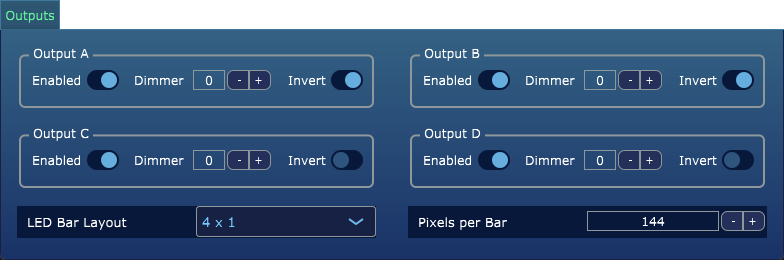 Outputs
Output A
Enabled Dimmer 0 - + Invert
Output B
Enabled Dimmer 0 - + Invert
Output C
Enabled Dimmer 0 - + Invert
Output D
Enabled Dimmer 0 - + Invert
LED Bar Layout 4 x 1
Pixels per Bar 144 - +